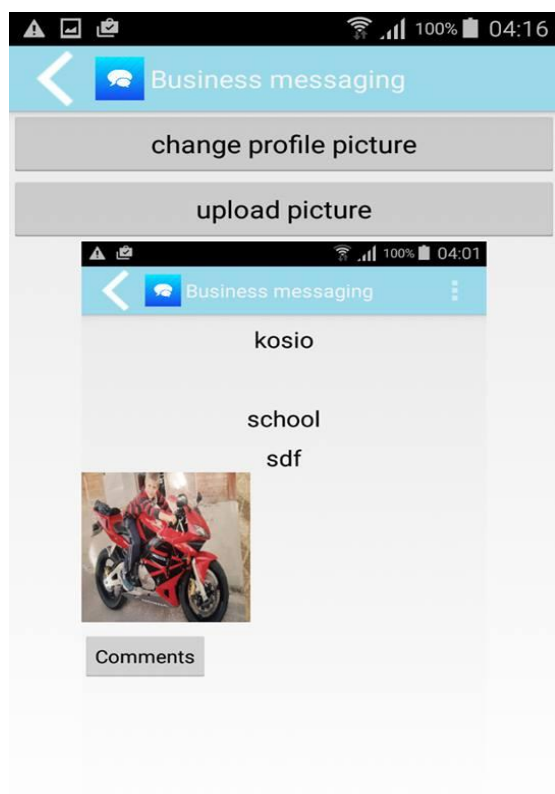 100% 04:16
Business messaging
change profile picture
upload picture
100% 04:01
Business messaging
kosio
school
sdf
Comments